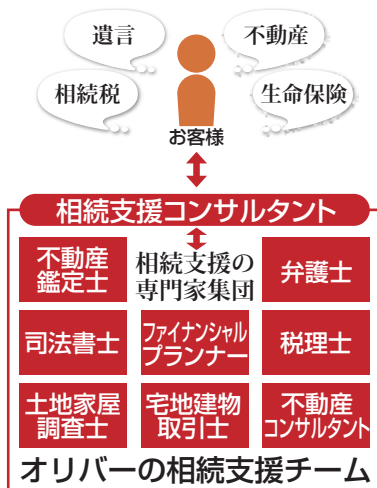 遺言
不動産
相続税
生命保険
お客様
相続支援コンサルタント
不動産
鑑定士
相続支援の
専門家集団
弁護士
司法書士
ファイナンシャル
プランナー
税理士
土地家屋
調査士
宅地建物
取引士
不動産
コンサルタント
オリバーの相続支援チーム